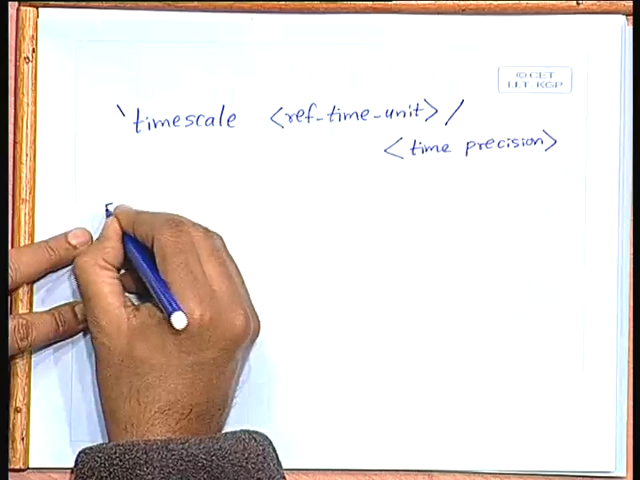 ©CET
I.I.T. KGP
`timescale <ref-time-unit> /
<time precision>